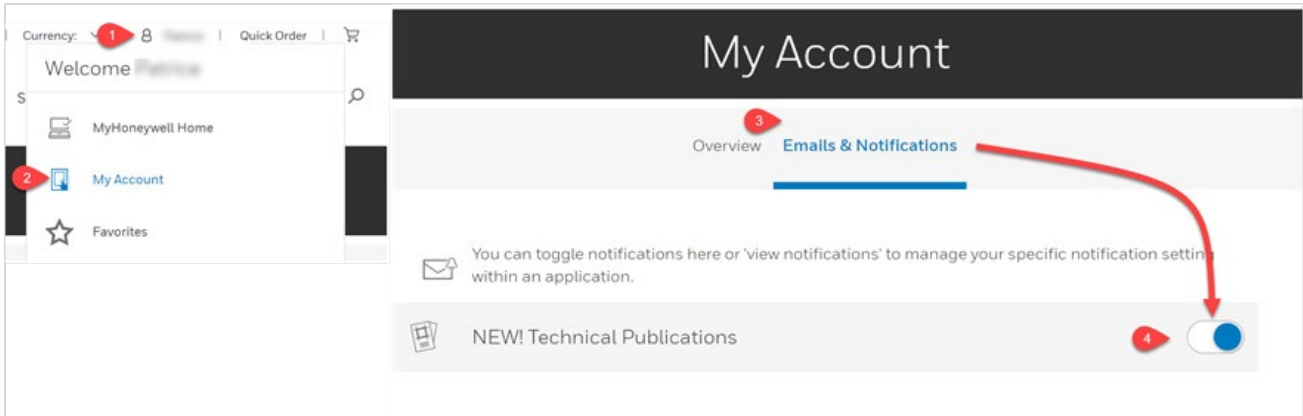 Currency:
1
Quick Order
Welcome
S
MyHoneywell Home
2
My Account
Favorites
My Account
3
Overview
Emails & Notifications
You can toggle notifications here or 'view notifications' to manage your specific notification setting
within an application.
NEW! Technical Publications
4